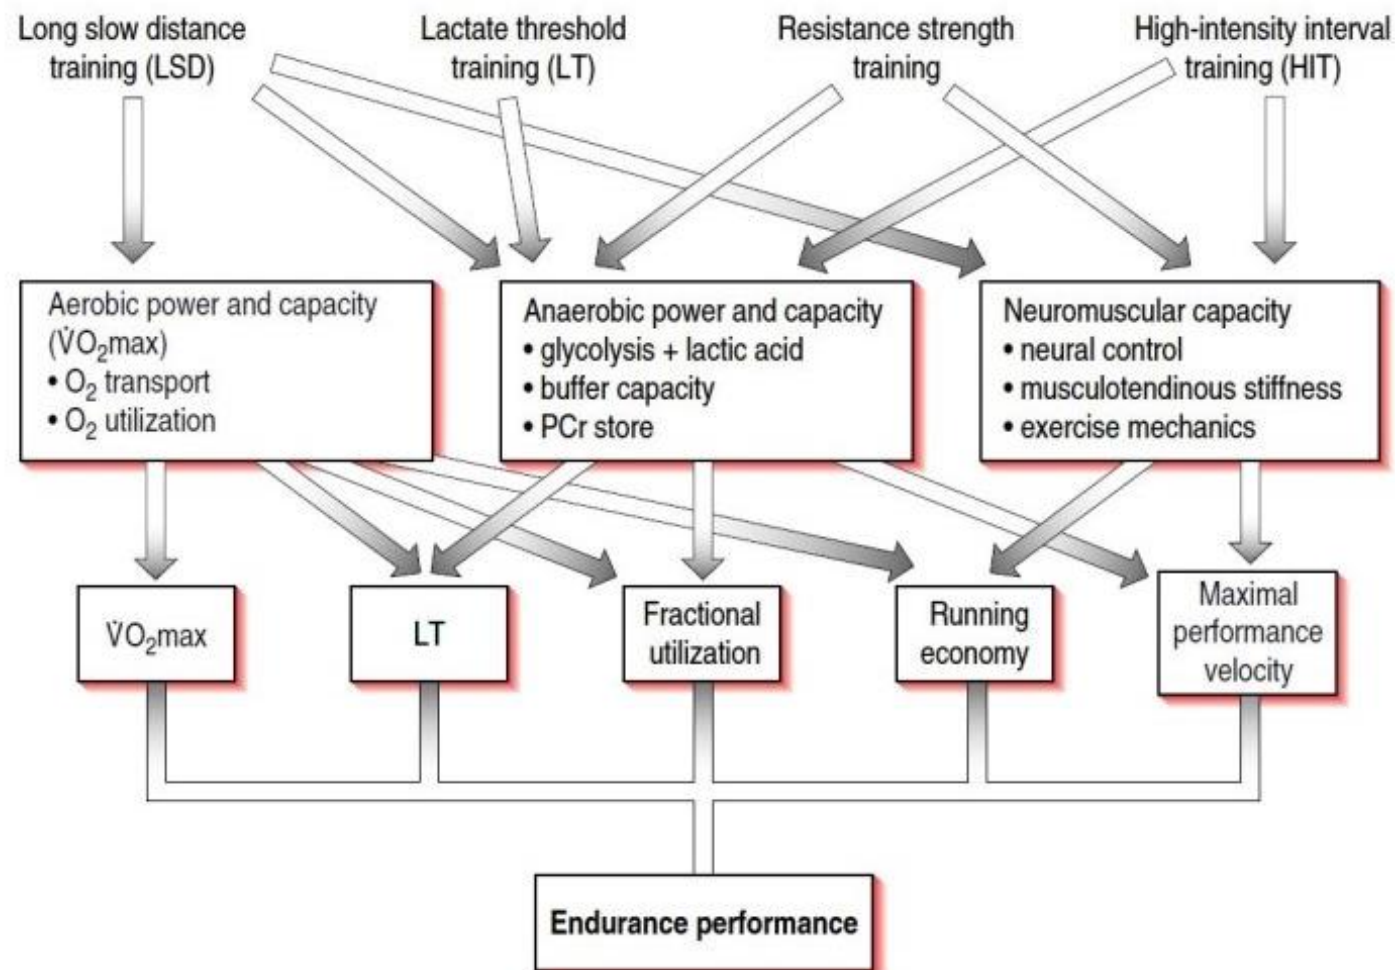 Long slow distance
training (LSD)
Lactate threshold
training (LT)
Resistance strength
training
High-intensity interval
training (HIT)
Aerobic power and capacity
(V̇O₂max)
• O₂ transport
• O₂ utilization
Anaerobic power and capacity
• glycolysis + lactic acid
• buffer capacity
• PCr store
Neuromuscular capacity
• neural control
• musculotendinous stiffness
• exercise mechanics
V̇O₂max
LT
Fractional
utilization
Running
economy
Maximal
performance
velocity
Endurance performance